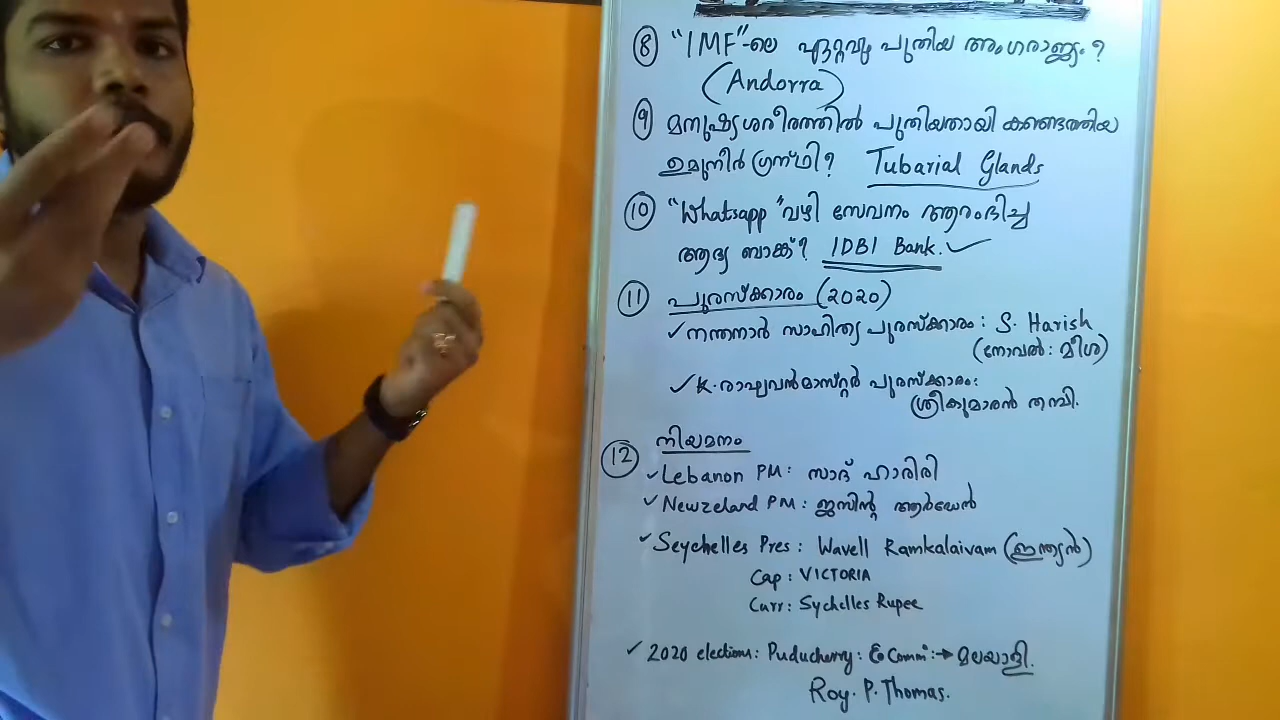 ⑧ "IMF"-ലെ ഏറ്റവും പുതിയ അംഗരാജ്യം?
(Andorra)
⑨ മനുഷ്യശരീരത്തിൽ പുതിയതായി കണ്ടെത്തിയ
ഉമുനീർ ഗ്രന്ഥി? Tubarial Glands
⑩ "Whatsapp" വഴി സേവനം ആരംഭിച്ച
ആദ്യ ബാങ്ക്? IDBI Bank.
⑪ പുരസ്ക്കാരം (2020)
✓ നന്തനാർ സാഹിത്യ പുരസ്ക്കാരം: S. Harish
(നോവൽ: മീശ)
✓ K. രാഘവൻമാസ്റ്റർ പുരസ്ക്കാരം:
ശ്രീകുമാരൻ തമ്പി.
⑫ നിയമനം
✓ Lebanon PM: സാദ് ഹാരിരി
✓ Newzeland PM: ജസിന്റ ആർഡേൻ
✓ Seychelles Pres: Wavell Ramkalaivam (ഇന്ത്യൻ)
Cap: VICTORIA
Curr: Sychelles Rupee
✓ 2020 elections: Puducherry: Comm: → മലയാളി.
Roy. P. Thomas.